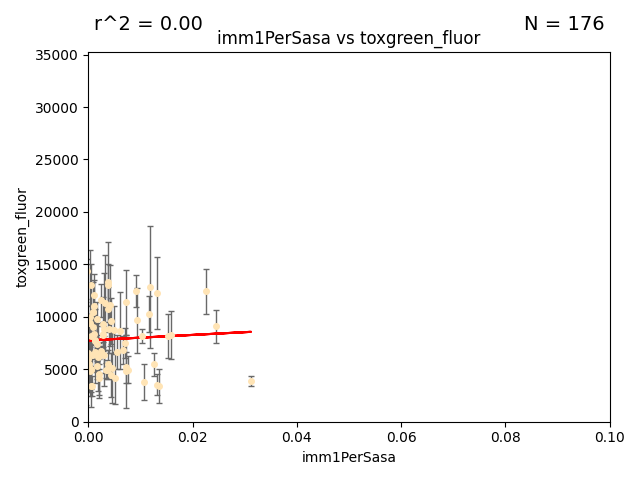 r^2 = 0.00
N = 176
imm1PerSasa vs toxgreen_fluor
35000
30000
25000
20000
15000
10000
5000
0
toxgreen_fluor
0.00
0.02
0.04
0.06
0.08
0.10
imm1PerSasa